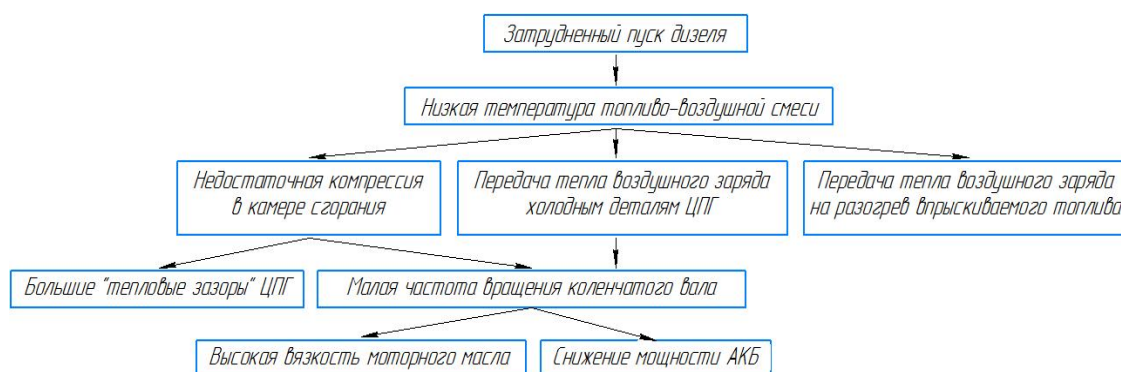 Затрудненный пуск дизеля
Низкая температура топливо-воздушной смеси
Недостаточная компрессия
в камере сгорания
Передача тепла воздушного заряда
холодным деталям ЦПГ
Передача тепла воздушного заряда
на разогрев впрыскиваемого топлива
Большие "тепловые зазоры" ЦПГ
Малая частота вращения коленчатого вала
Высокая вязкость моторного масла
Снижение мощности АКБ